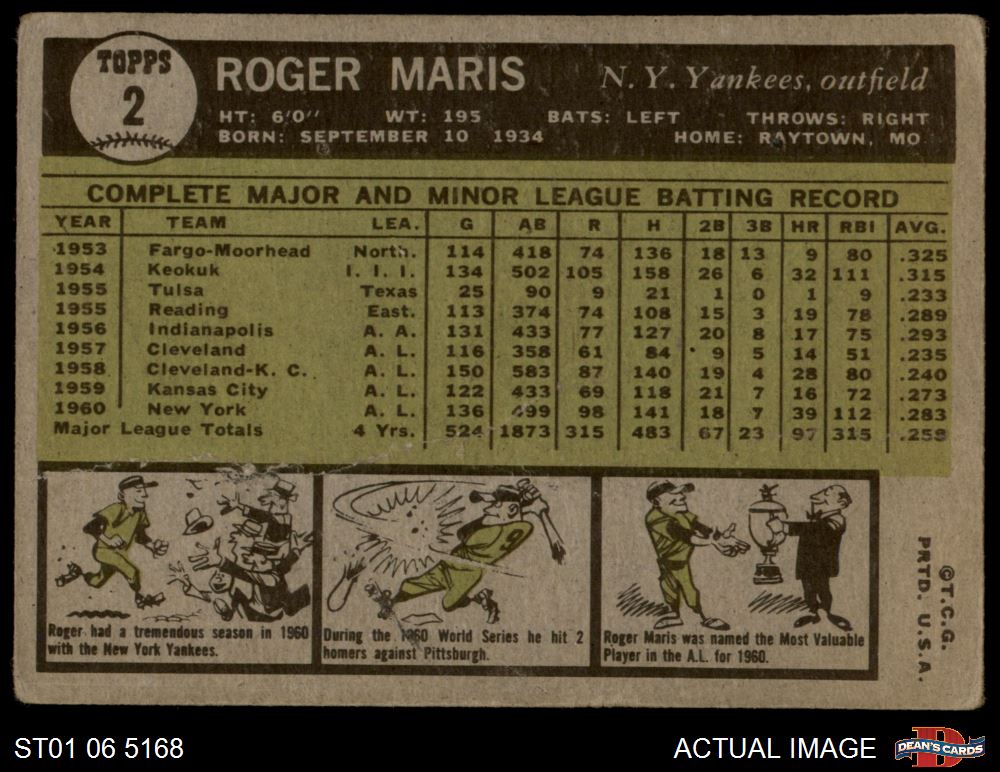 TOPPS
2
ROGER MARIS N. Y. Yankees, outfield
HT: 6'0" WT: 195 BATS: LEFT THROWS: RIGHT
BORN: SEPTEMBER 10 1934 HOME: RAYTOWN, MO
COMPLETE MAJOR AND MINOR LEAGUE BATTING RECORD
YEAR TEAM LEA. G AB R H 2B 3B HR RBI AVG.
1953 Fargo-Moorhead North. 114 418 74 136 18 13 9 80 .325
1954 Keokuk I. I. I. 134 502 105 158 26 6 32 111 .315
1955 Tulsa Texas 25 90 9 21 1 0 1 9 .233
1955 Reading East. 113 374 74 108 15 3 19 78 .289
1956 Indianapolis A. A. 131 433 77 127 20 8 17 75 .293
1957 Cleveland A. L. 116 358 61 84 9 5 14 51 .235
1958 Cleveland-K. C. A. L. 150 583 87 140 19 4 28 80 .240
1959 Kansas City A. L. 122 433 69 118 21 7 16 72 .273
1960 New York A. L. 136 499 98 141 18 7 39 112 .283
Major League Totals 4 Yrs. 524 1873 315 483 67 23 97 315 .258
9
Roger had a tremendous season in 1960
with the New York Yankees.
During the 1960 World Series he hit 2
homers against Pittsburgh.
Roger Maris was named the Most Valuable
Player in the A.L. for 1960.
©T.C.G.
PRTD. U.S.A.
ST01 06 5168 ACTUAL IMAGE
D
DEAN'S CARDS